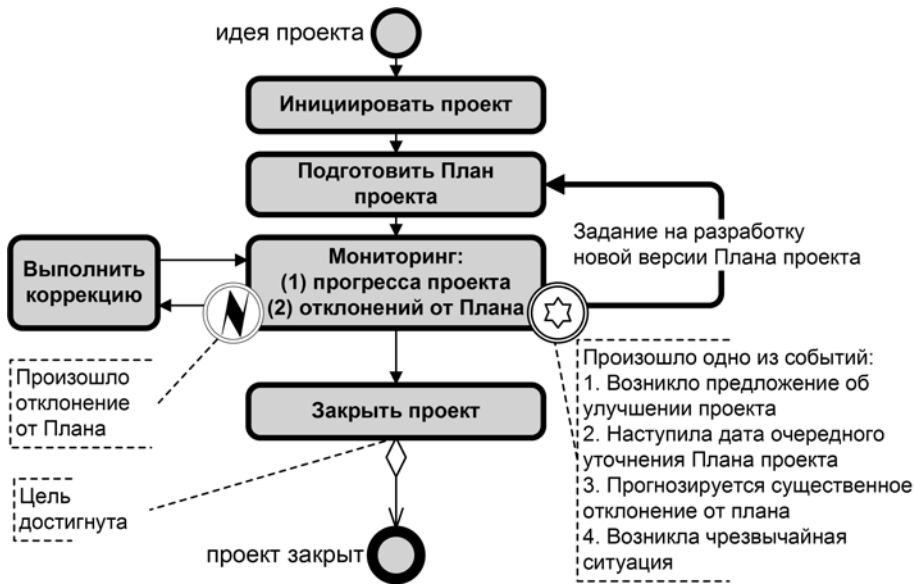 идея проекта
Инициировать проект
Подготовить План
проекта
Задание на разработку
новой версии Плана проекта
Выполнить
коррекцию
Мониторинг:
(1) прогресса проекта
(2) отклонений от Плана
Произошло
отклонение
от Плана
Произошло одно из событий:
1. Возникло предложение об
улучшении проекта
2. Наступила дата очередного
уточнения Плана проекта
3. Прогнозируется существенное
отклонение от плана
4. Возникла чрезвычайная
ситуация
Закрыть проект
Цель
достигнута
проект закрыт